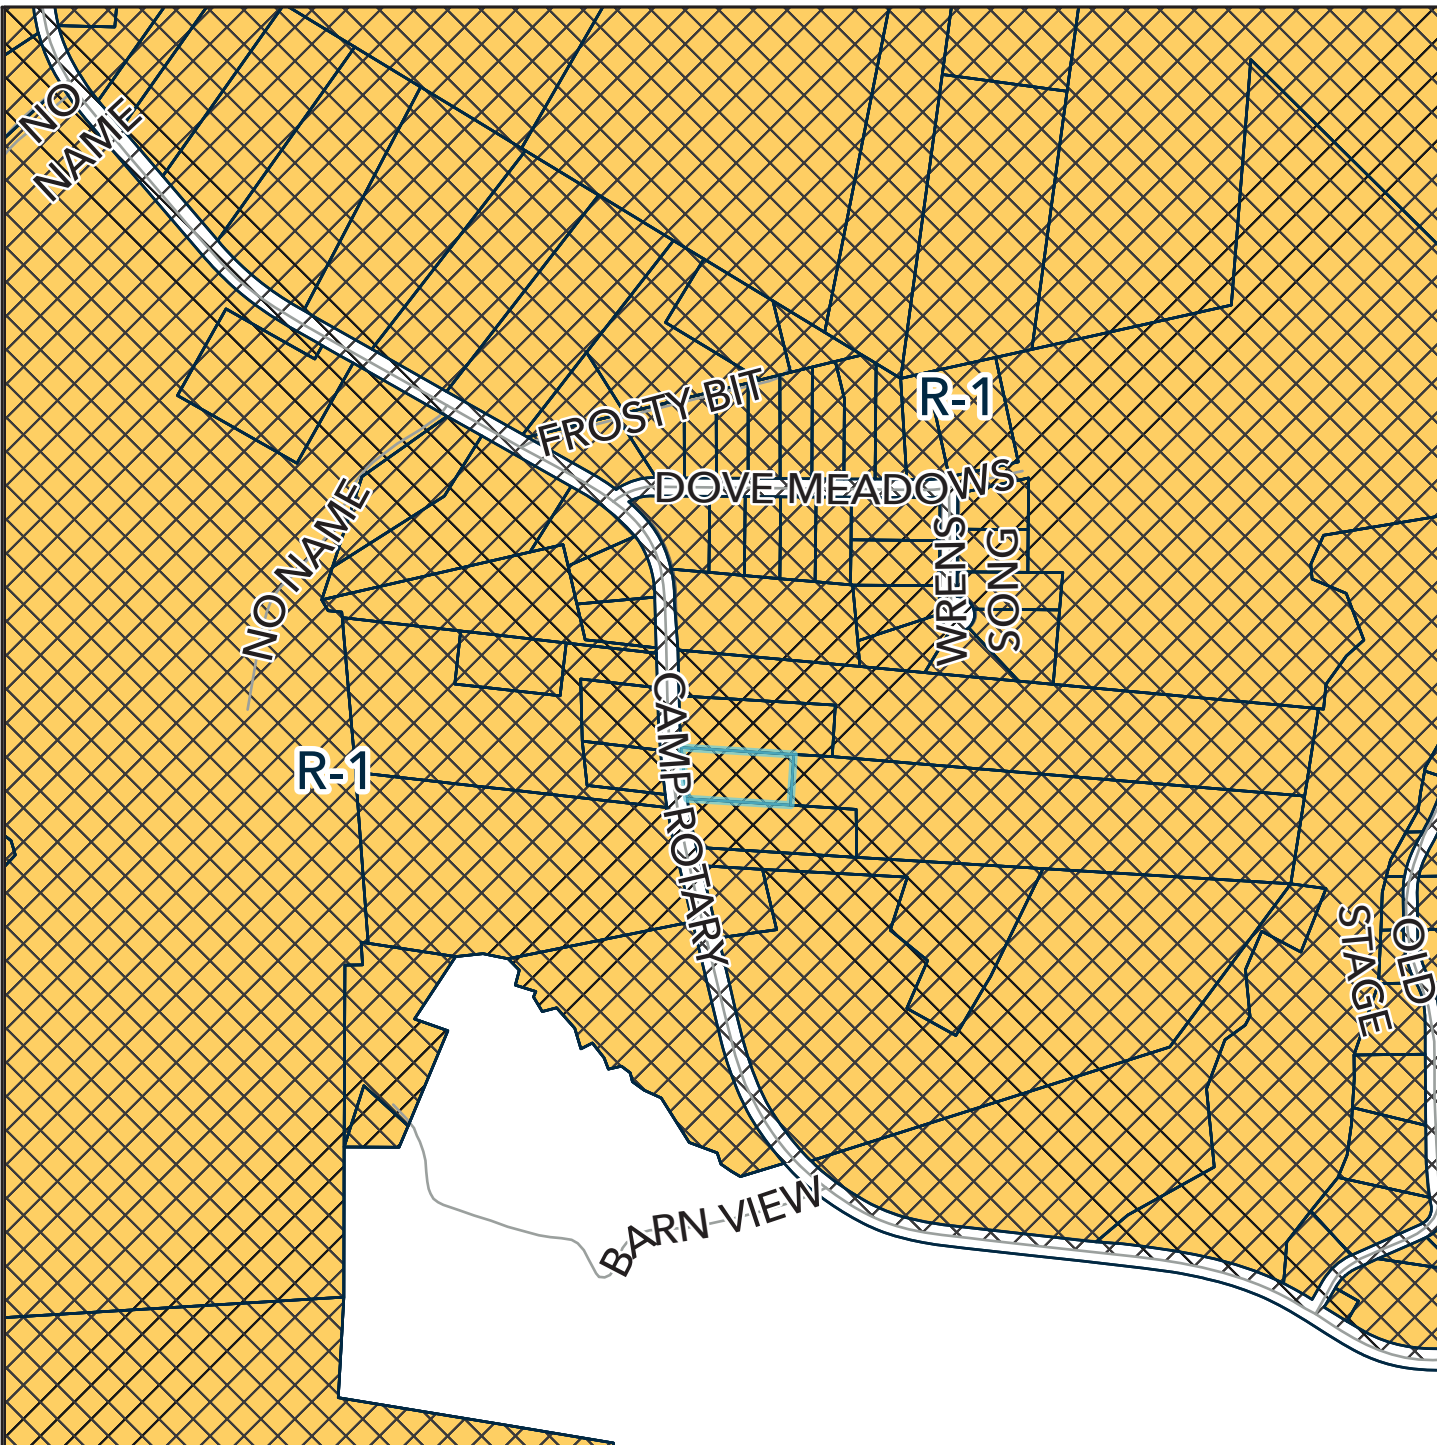 NO
NAME
FROSTY BIT
R-1
DOVE MEADOWS
NO NAME
WRENS
SONG
R-1
CAMP ROTARY
STAGE
OLD
BARN VIEW